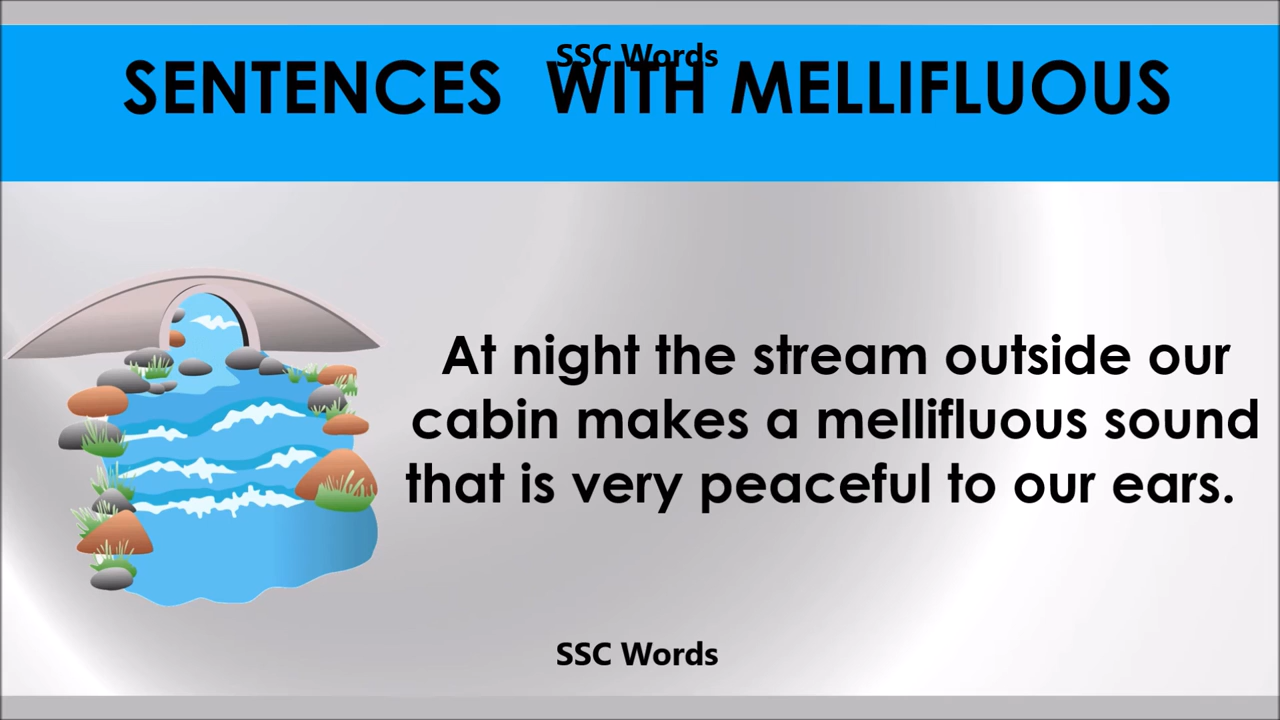 SSC Words
SENTENCES WITH MELLIFLUOUS
At night the stream outside our
cabin makes a mellifluous sound
that is very peaceful to our ears.
SSC Words